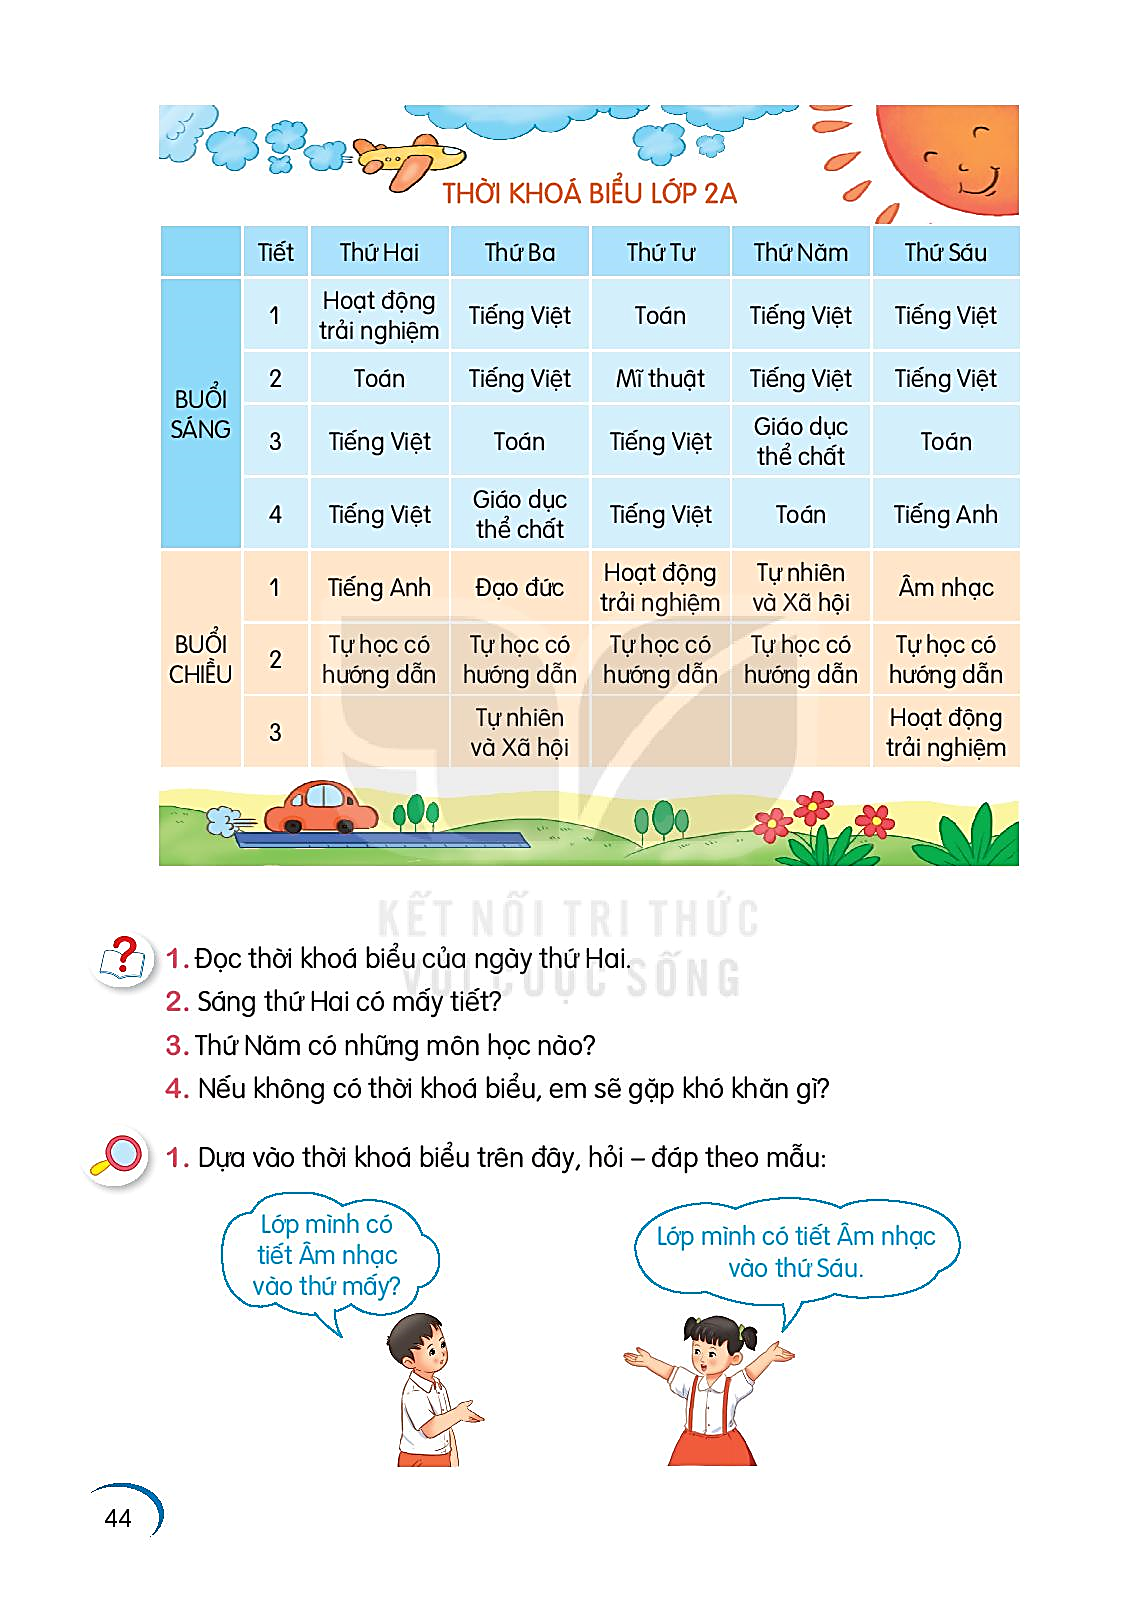 THỜI KHOÁ BIỂU LỚP 2A
Tiết Thứ Hai Thứ Ba Thứ Tư Thứ Năm Thứ Sáu
BUỔI SÁNG
1 Hoạt động trải nghiệm Tiếng Việt Toán Tiếng Việt Tiếng Việt
2 Toán Tiếng Việt Mĩ thuật Tiếng Việt Tiếng Việt
3 Tiếng Việt Toán Tiếng Việt Giáo dục thể chất Toán
4 Tiếng Việt Giáo dục thể chất Tiếng Việt Toán Tiếng Anh
BUỔI CHIỀU
1 Tiếng Anh Đạo đức Hoạt động trải nghiệm Tự nhiên và Xã hội Âm nhạc
2 Tự học có hướng dẫn Tự học có hướng dẫn Tự học có hướng dẫn Tự học có hướng dẫn Tự học có hướng dẫn
3 Tự nhiên và Xã hội Hoạt động trải nghiệm
KẾT NỐI TRI THỨC
VỚI CUỘC SỐNG
1. Đọc thời khoá biểu của ngày thứ Hai.
2. Sáng thứ Hai có mấy tiết?
3. Thứ Năm có những môn học nào?
4. Nếu không có thời khoá biểu, em sẽ gặp khó khăn gì?
1. Dựa vào thời khoá biểu trên đây, hỏi – đáp theo mẫu:
Lớp mình có
tiết Âm nhạc
vào thứ mấy?
Lớp mình có tiết Âm nhạc
vào thứ Sáu.
44